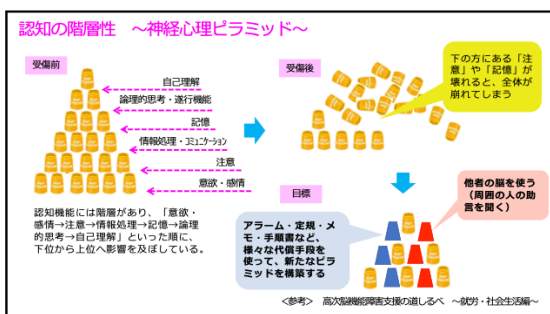 認知の階層性 ～神経心理ピラミッド～
受傷前
自己理解
論理的思考・遂行機能
記憶
情報処理・コミュニケーション
注意
意欲・感情
認知機能には階層があり、「意欲・
感情→注意→情報処理→記憶→論理
的思考→自己理解」といった順に、
下位から上位へ影響を及ぼしている。
受傷後
下の方にある「注
意」や「記憶」が
壊れると、全体が
崩れてしまう
目標
アラーム・定規・メ
モ・手順書など、
様々な代償手段を
使って、新たなピラ
ミッドを構築する
他者の脳を使う
（周囲の人の助
言を聞く）
<参考> 高次脳機能障害支援の道しるべ ～就労・社会生活編～